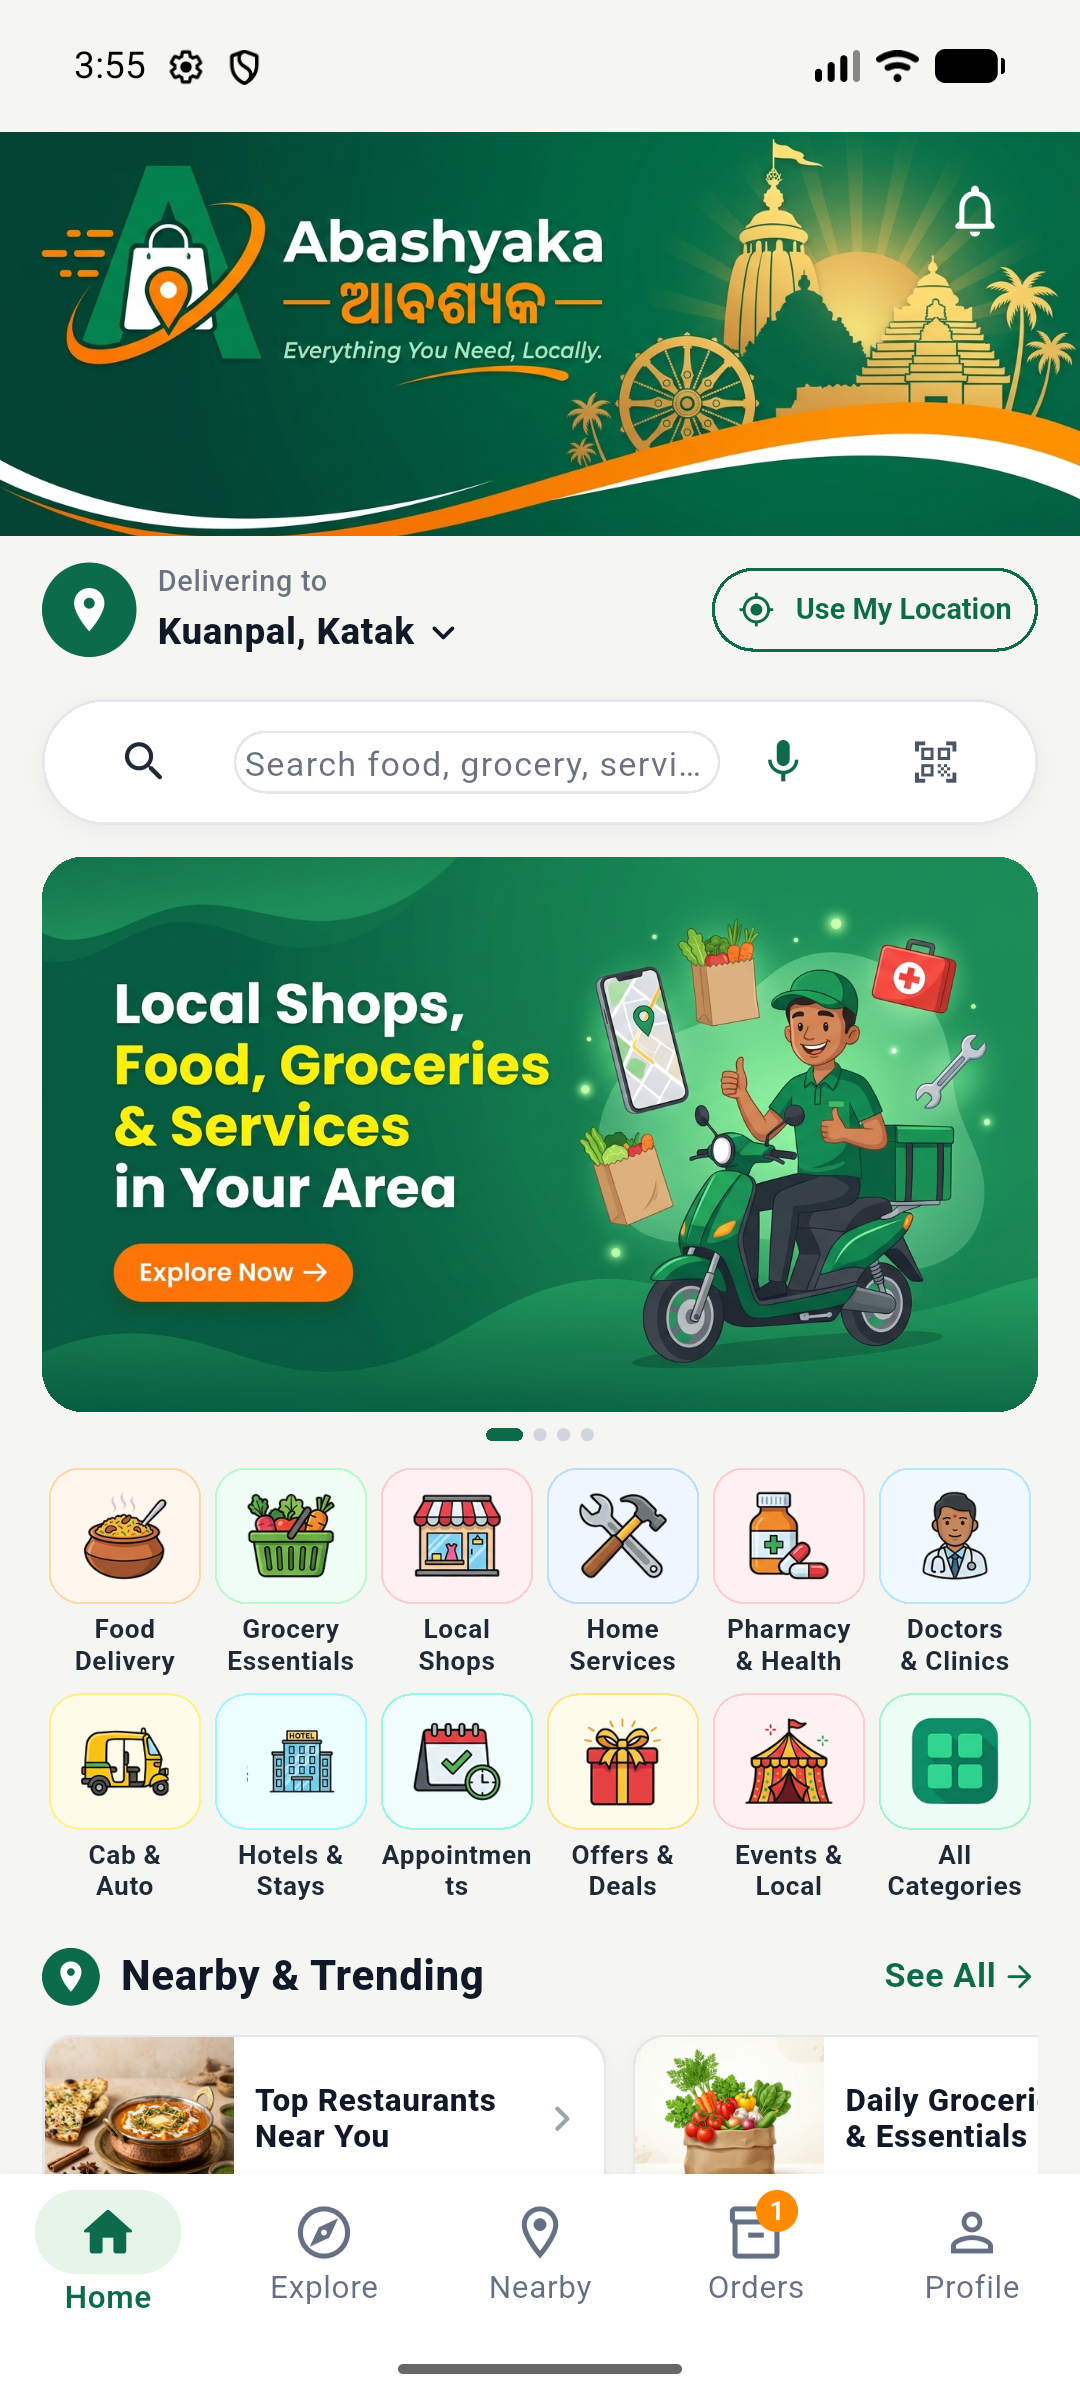 3:55
Abashyaka
ଆବଶ୍ୟକ
Everything You Need, Locally.
Delivering to
Kuanpal, Katak
Use My Location
Search food, grocery, servi...
Local Shops,
Food, Groceries
& Services
in Your Area
Explore Now →
Food
Delivery
Grocery
Essentials
Local
Shops
Home
Services
Pharmacy
& Health
Doctors
& Clinics
HOTEL
Cab &
Auto
Hotels &
Stays
Appointmen
ts
Offers &
Deals
Events &
Local
All
Categories
Nearby & Trending
See All →
Top Restaurants
Near You
Daily Groceri
& Essentials
1
Home
Explore
Nearby
Orders
Profile